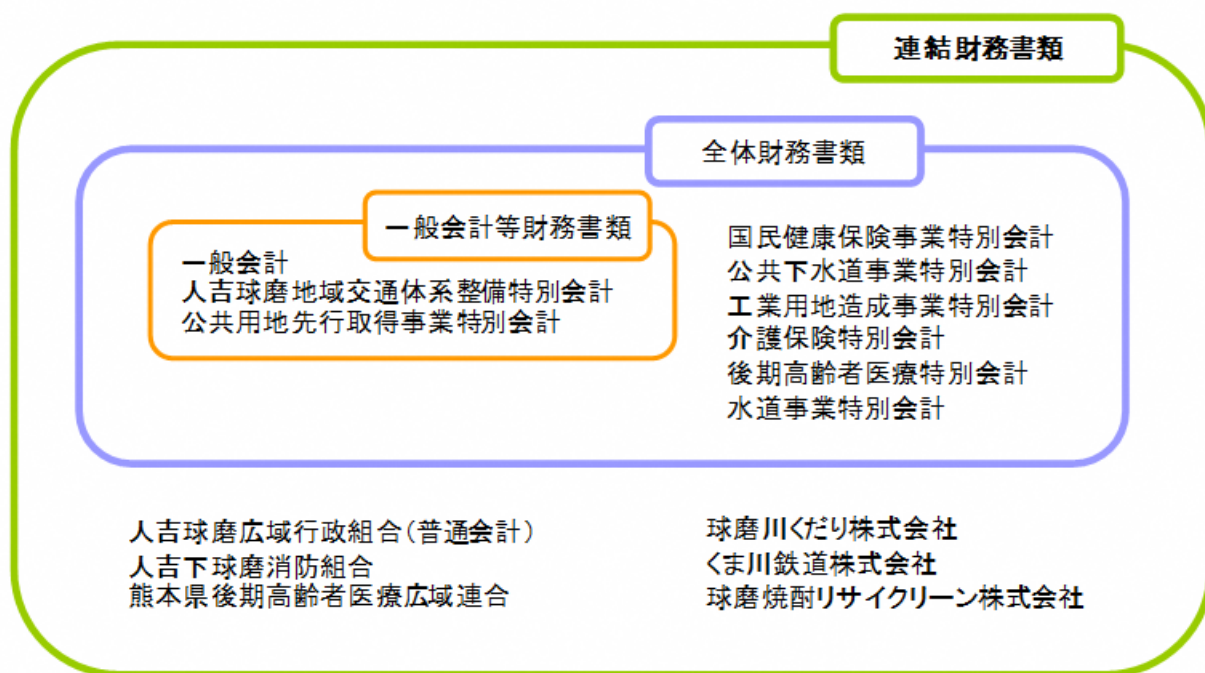 連結財務書類
全体財務書類
一般会計等財務書類
一般会計
人吉球磨地域交通体系整備特別会計
公共用地先行取得事業特別会計
国民健康保険事業特別会計
公共下水道事業特別会計
工業用地造成事業特別会計
介護保険特別会計
後期高齢者医療特別会計
水道事業特別会計
人吉球磨広域行政組合(普通会計)
人吉下球磨消防組合
熊本県後期高齢者医療広域連合
球磨川くだり株式会社
くま川鉄道株式会社
球磨焼酎リサイクリーン株式会社